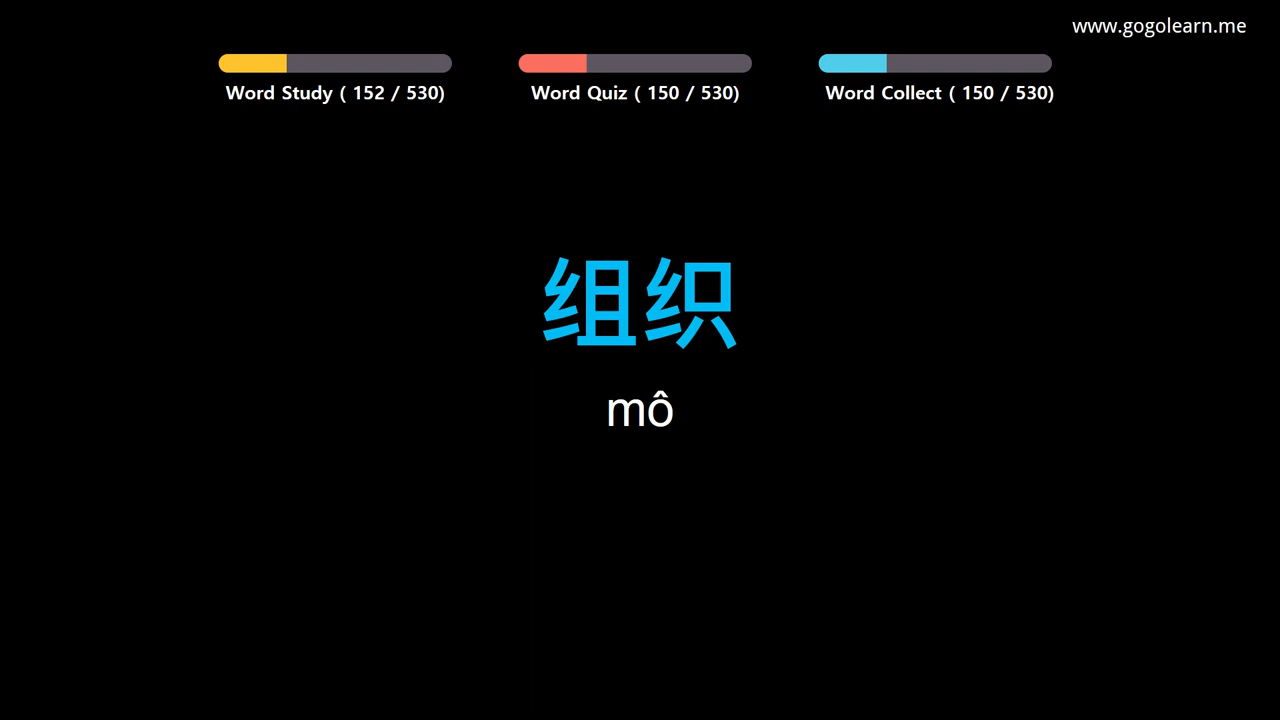 www.gogolearn.me
Word Study ( 152 / 530)
Word Quiz ( 150 / 530)
Word Collect ( 150 / 530)
组织
mô